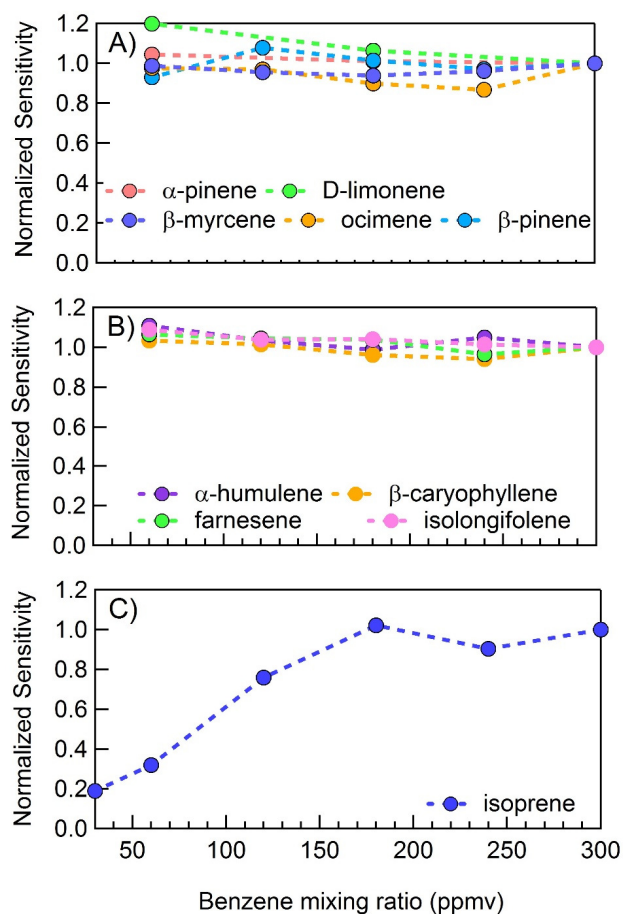 A)
Normalized Sensitivity
1.2
1.0
0.8
0.6
0.4
0.2
0.0
α-pinene D-limonene
β-myrcene ocimene β-pinene
B)
Normalized Sensitivity
1.2
1.0
0.8
0.6
0.4
0.2
0.0
α-humulene β-caryophyllene
farnesene isolongifolene
C)
Normalized Sensitivity
1.2
1.0
0.8
0.6
0.4
0.2
0.0
isoprene
50 100 150 200 250 300
Benzene mixing ratio (ppmv)